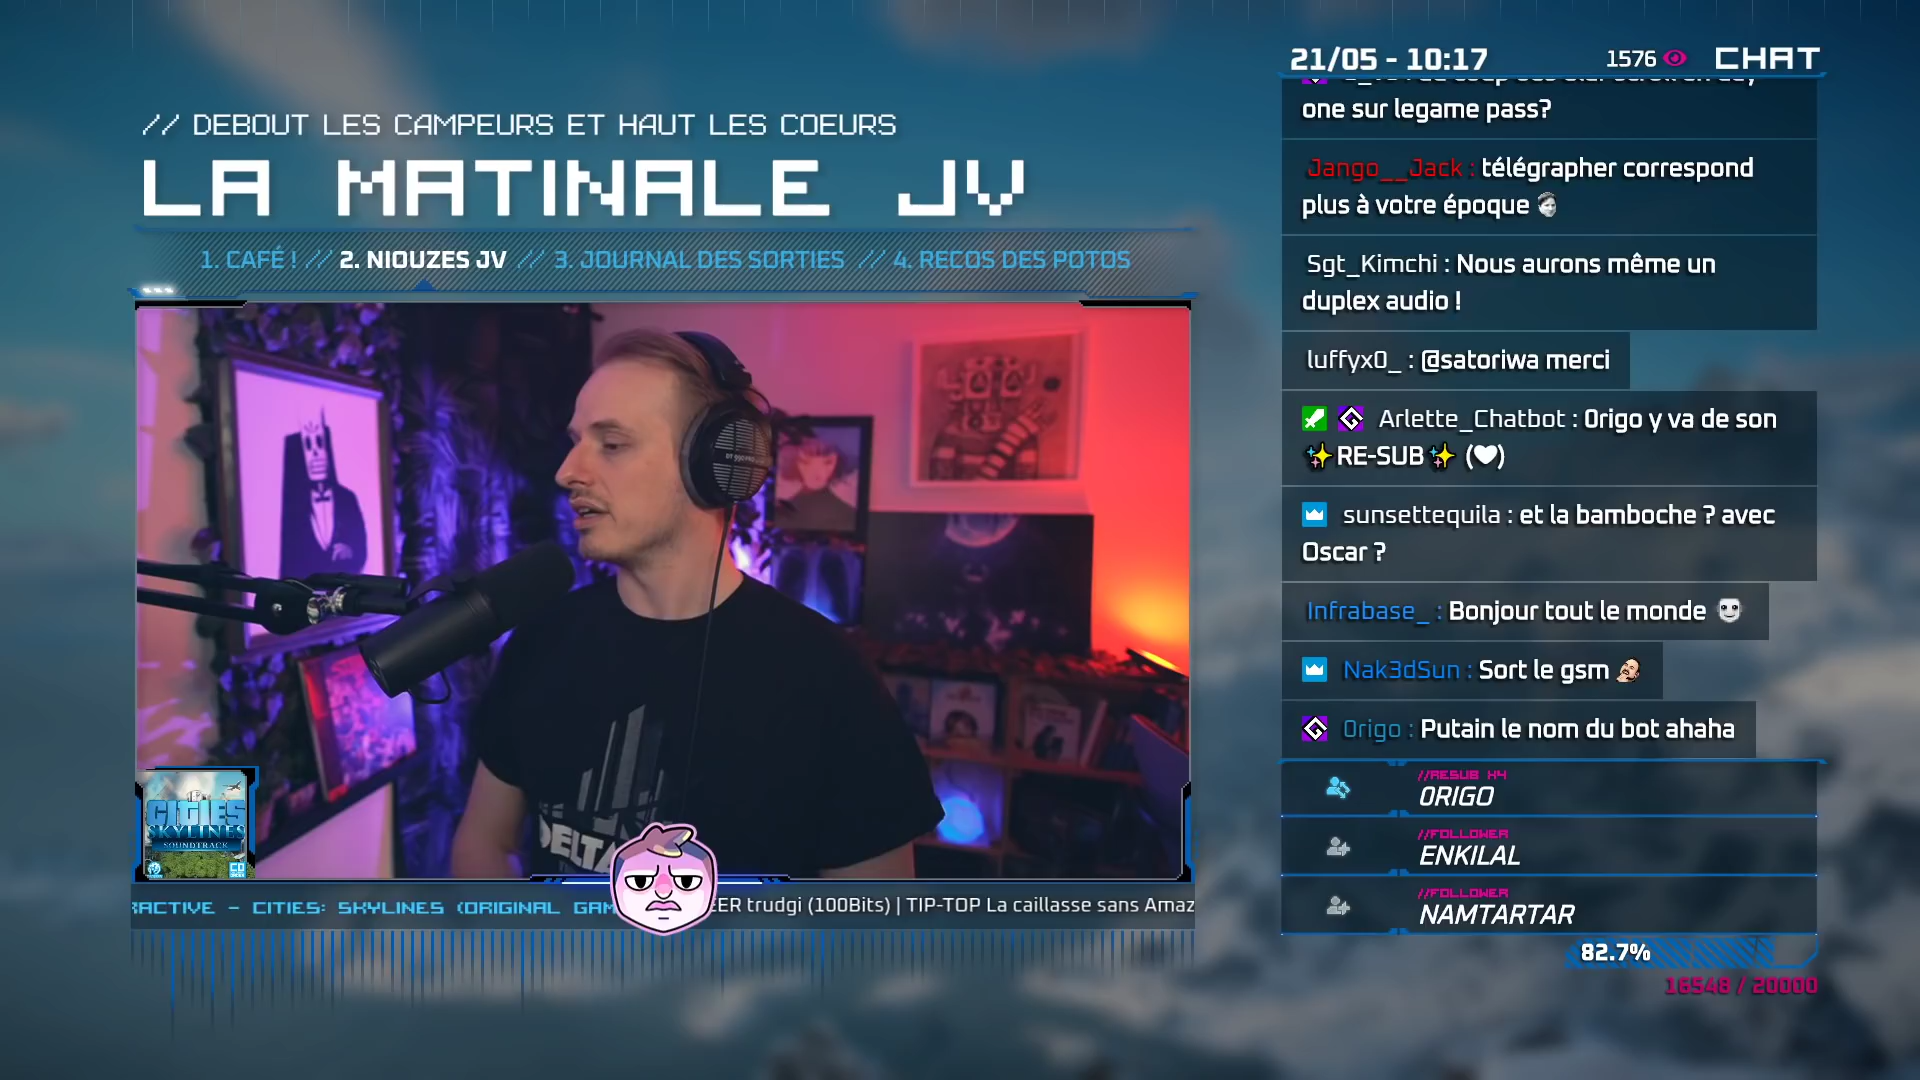 // DEBOUT LES CAMPEURS ET HAUT LES COEURS
LA MATINALE JV
1. CAFÉ ! // 2. NIOUZES JV // 3. JOURNAL DES SORTIES // 4. RECOS DES POTOS
CITIES
SKYLINES
SOUNDTRACK
DELTA
RACTIVE - CITIES: SKYLINES (ORIGINAL GAM
EER trudgi (100Bits) | TIP-TOP La caillasse sans Amaz
21/05 - 10:17
1576
CHAT
one sur legame pass?
Jango__Jack : télégrapher correspond
plus à votre époque
Sgt_Kimchi : Nous aurons même un
duplex audio !
luffyx0_ : @satoriwa merci
Arlette_Chatbot : 0rigo y va de son
✨ RE-SUB ✨ (♥)
sunsettequila : et la bamboche ? avec
Oscar ?
Infrabase_ : Bonjour tout le monde
Nak3dSun : Sort le gsm
0rigo : Putain le nom du bot ahaha
//RESUB X4
0RIGO
//FOLLOWER
ENKILAL
//FOLLOWER
NAMTARTAR
82.7%
16548 / 20000